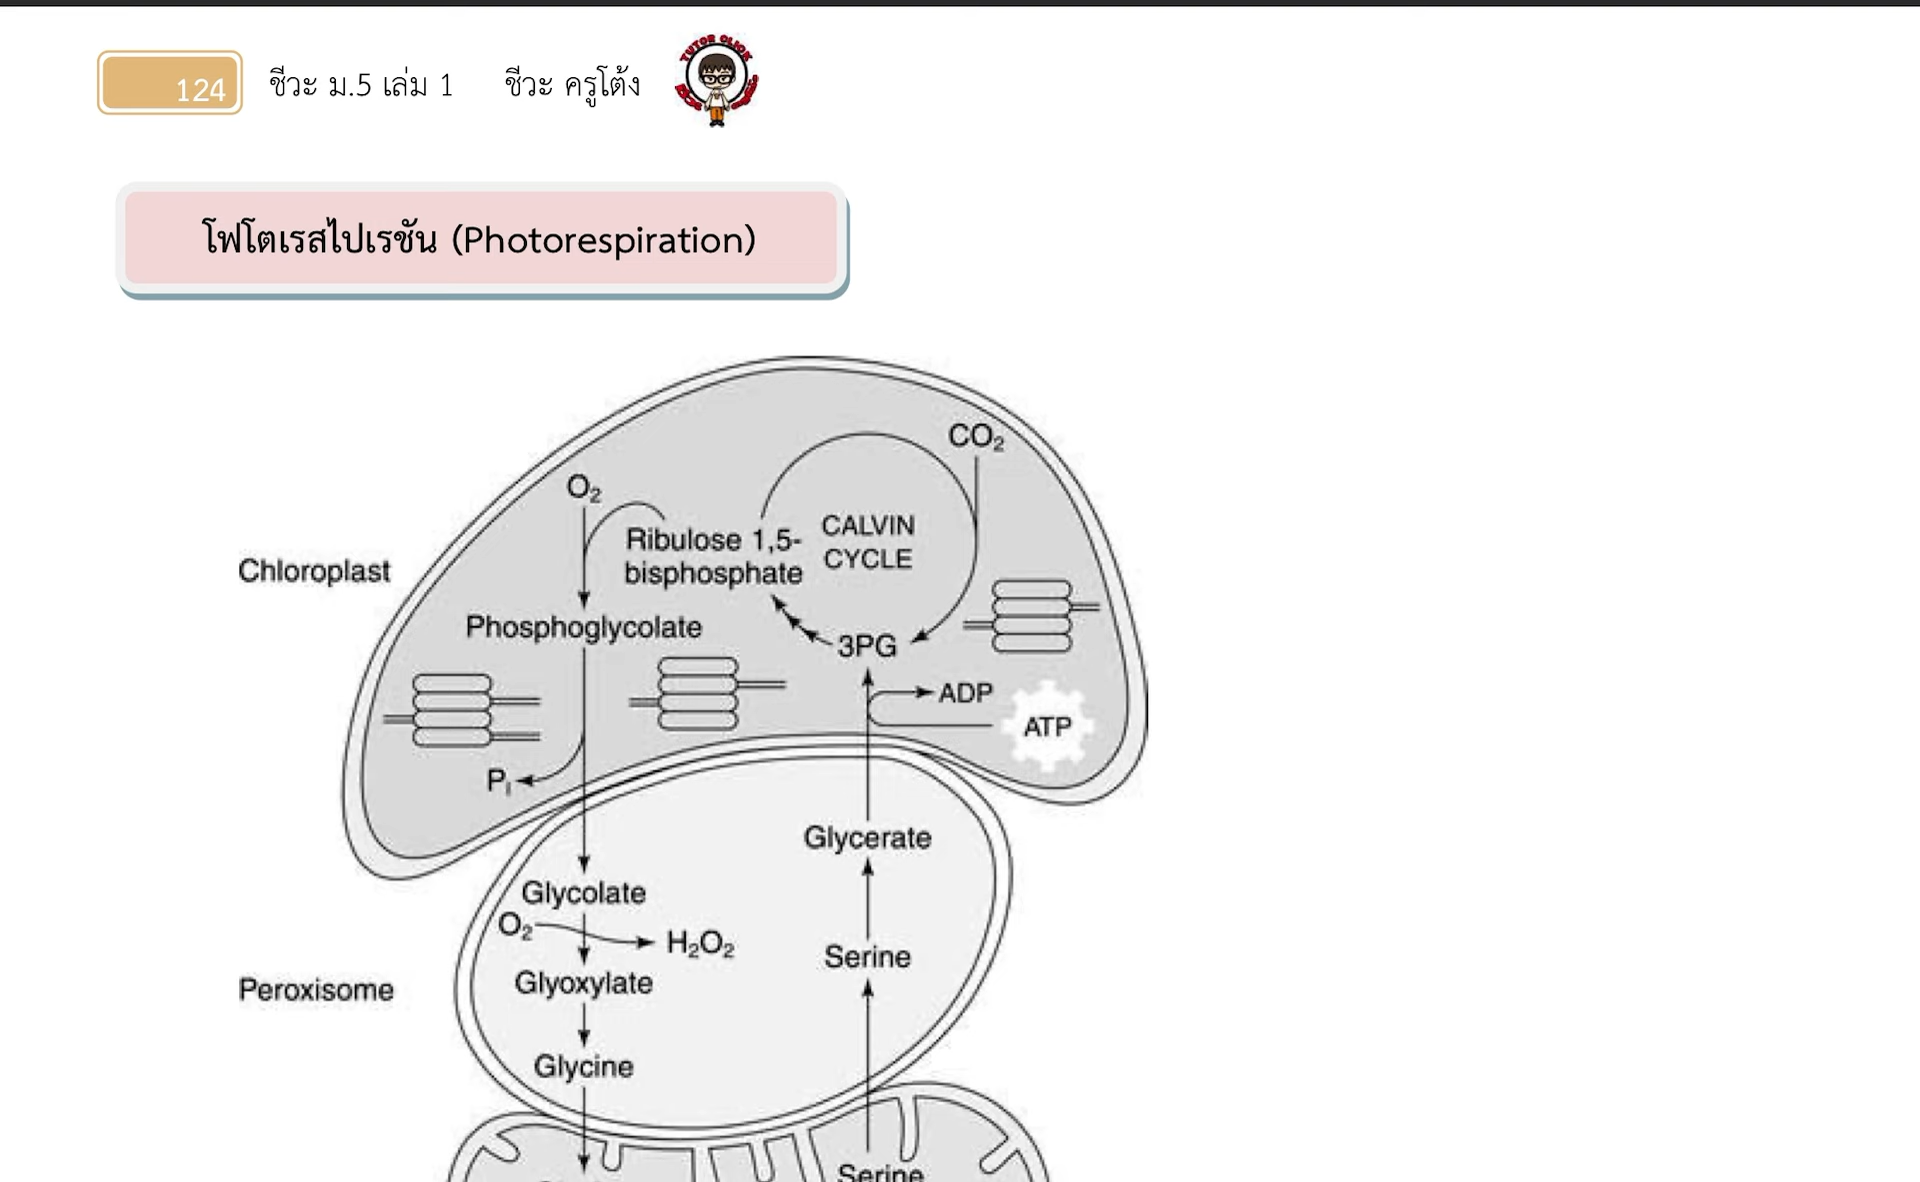 124 ชีวะ ม.5 เล่ม 1 ชีวะ ครูโต้ง
TUTOR CLICK
โฟโตเรสไปเรชัน (Photorespiration)
CO₂
O₂
Ribulose 1,5-
bisphosphate
CALVIN
CYCLE
Chloroplast
Phosphoglycolate
3PG
ADP
ATP
Pᵢ
Glycerate
Glycolate
O₂
H₂O₂
Serine
Glyoxylate
Peroxisome
Glycine
Serine